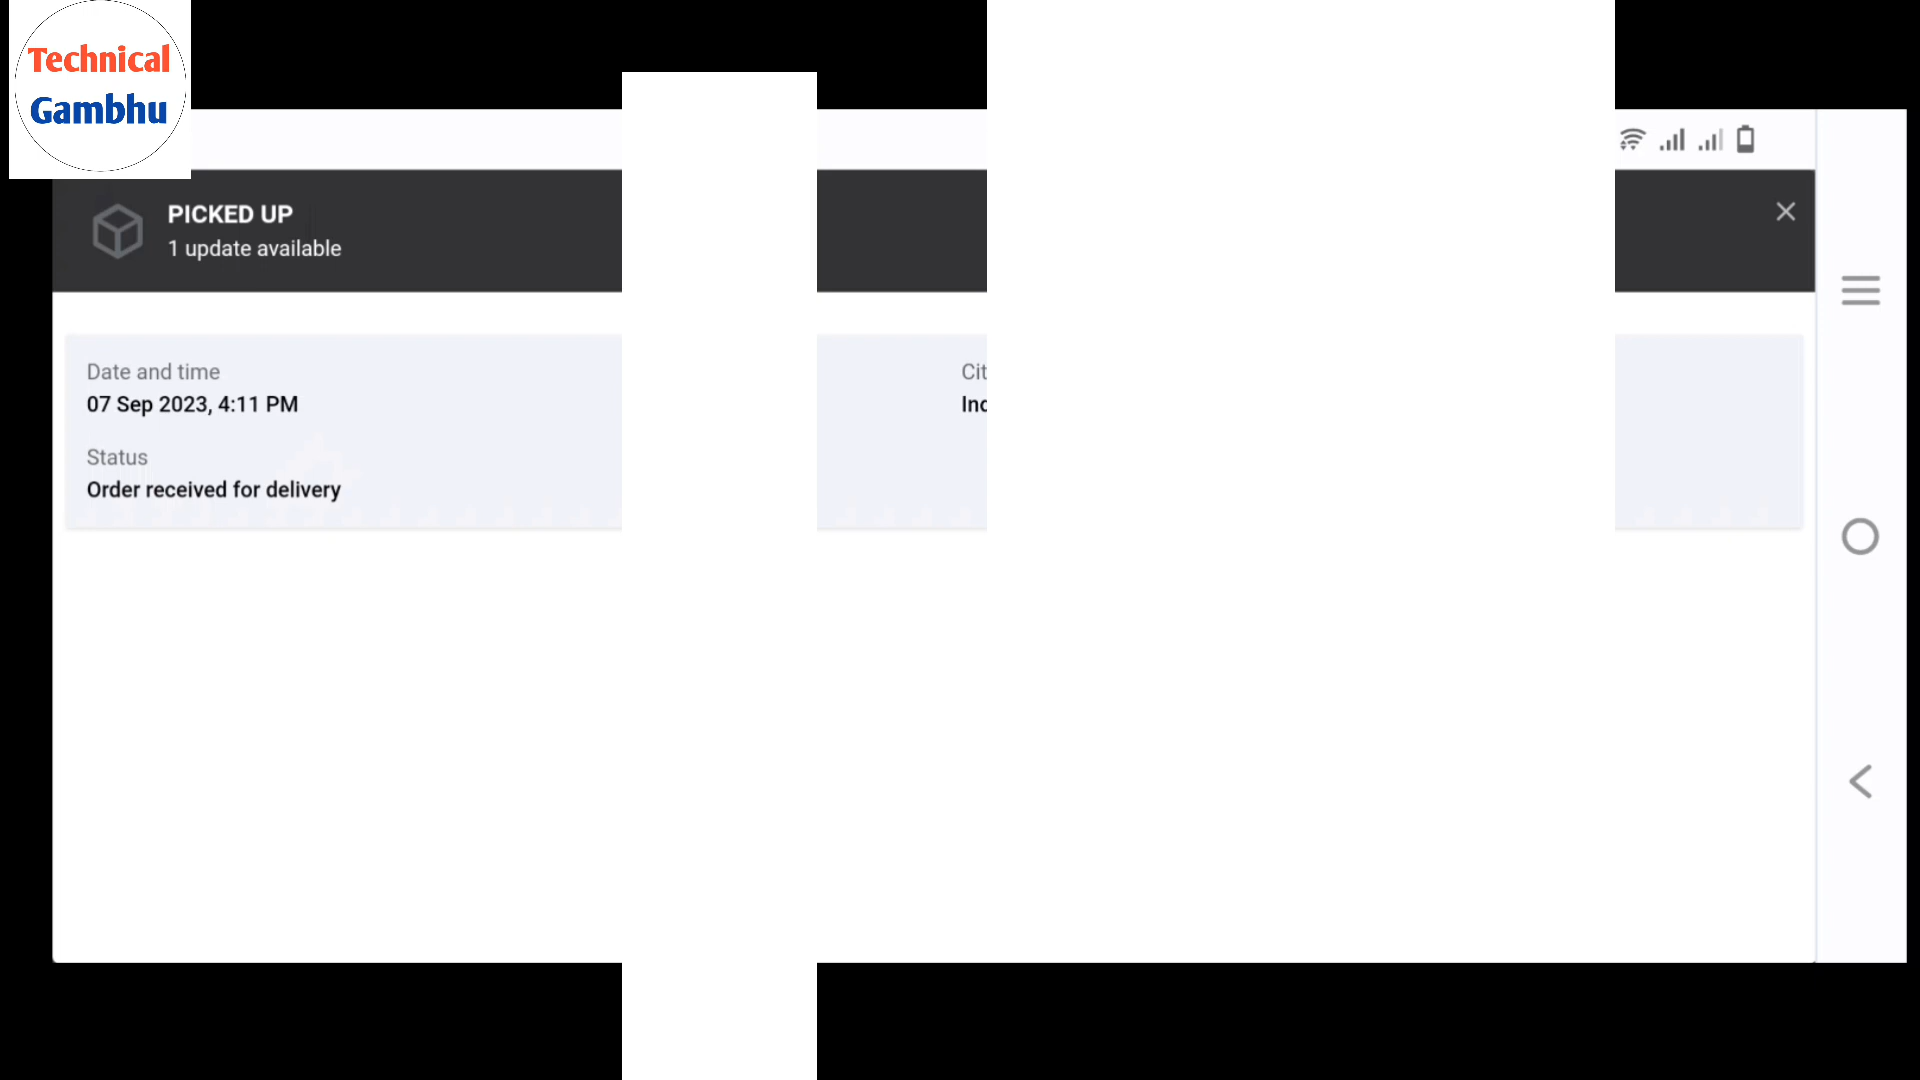 Technical
Gambhu
PICKED UP
1 update available
Date and time
07 Sep 2023, 4:11 PM
Status
Order received for delivery